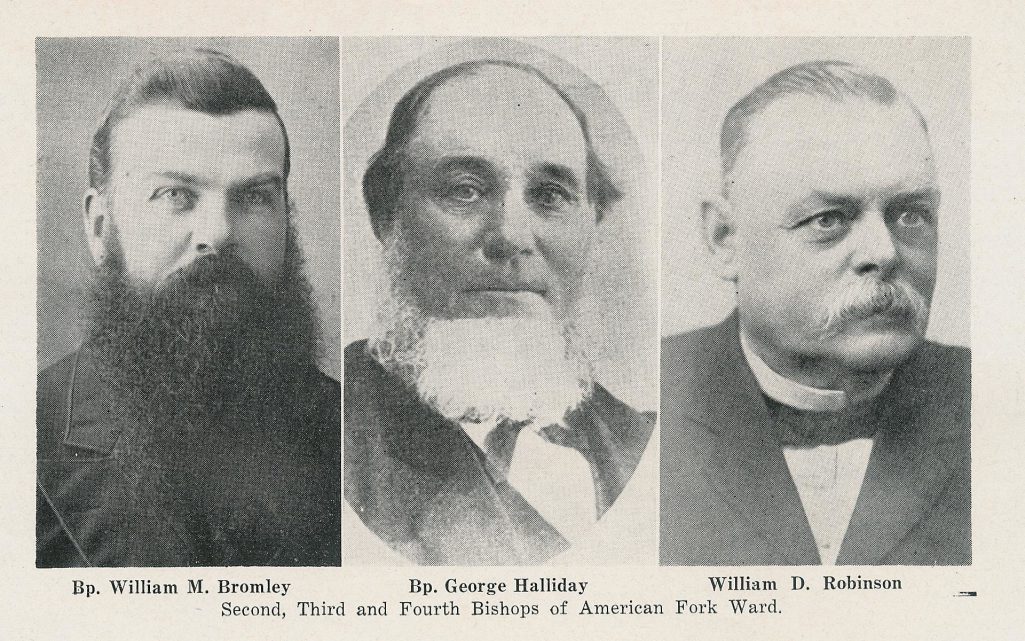 Bp. William M. Bromley Bp. George Halliday William D. Robinson
Second, Third and Fourth Bishops of American Fork Ward.